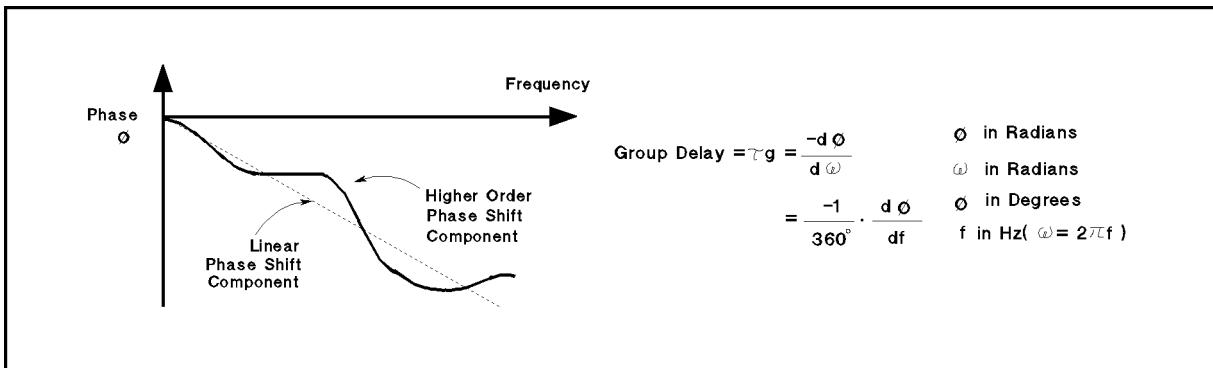 Frequency
Phase
Ø
Higher Order
Phase Shift
Component
Linear
Phase Shift
Component
Group Delay = τg = -dØ / dω
= -1 / 360° · dØ / df
Ø in Radians
ω in Radians
Ø in Degrees
f in Hz( ω = 2πf )